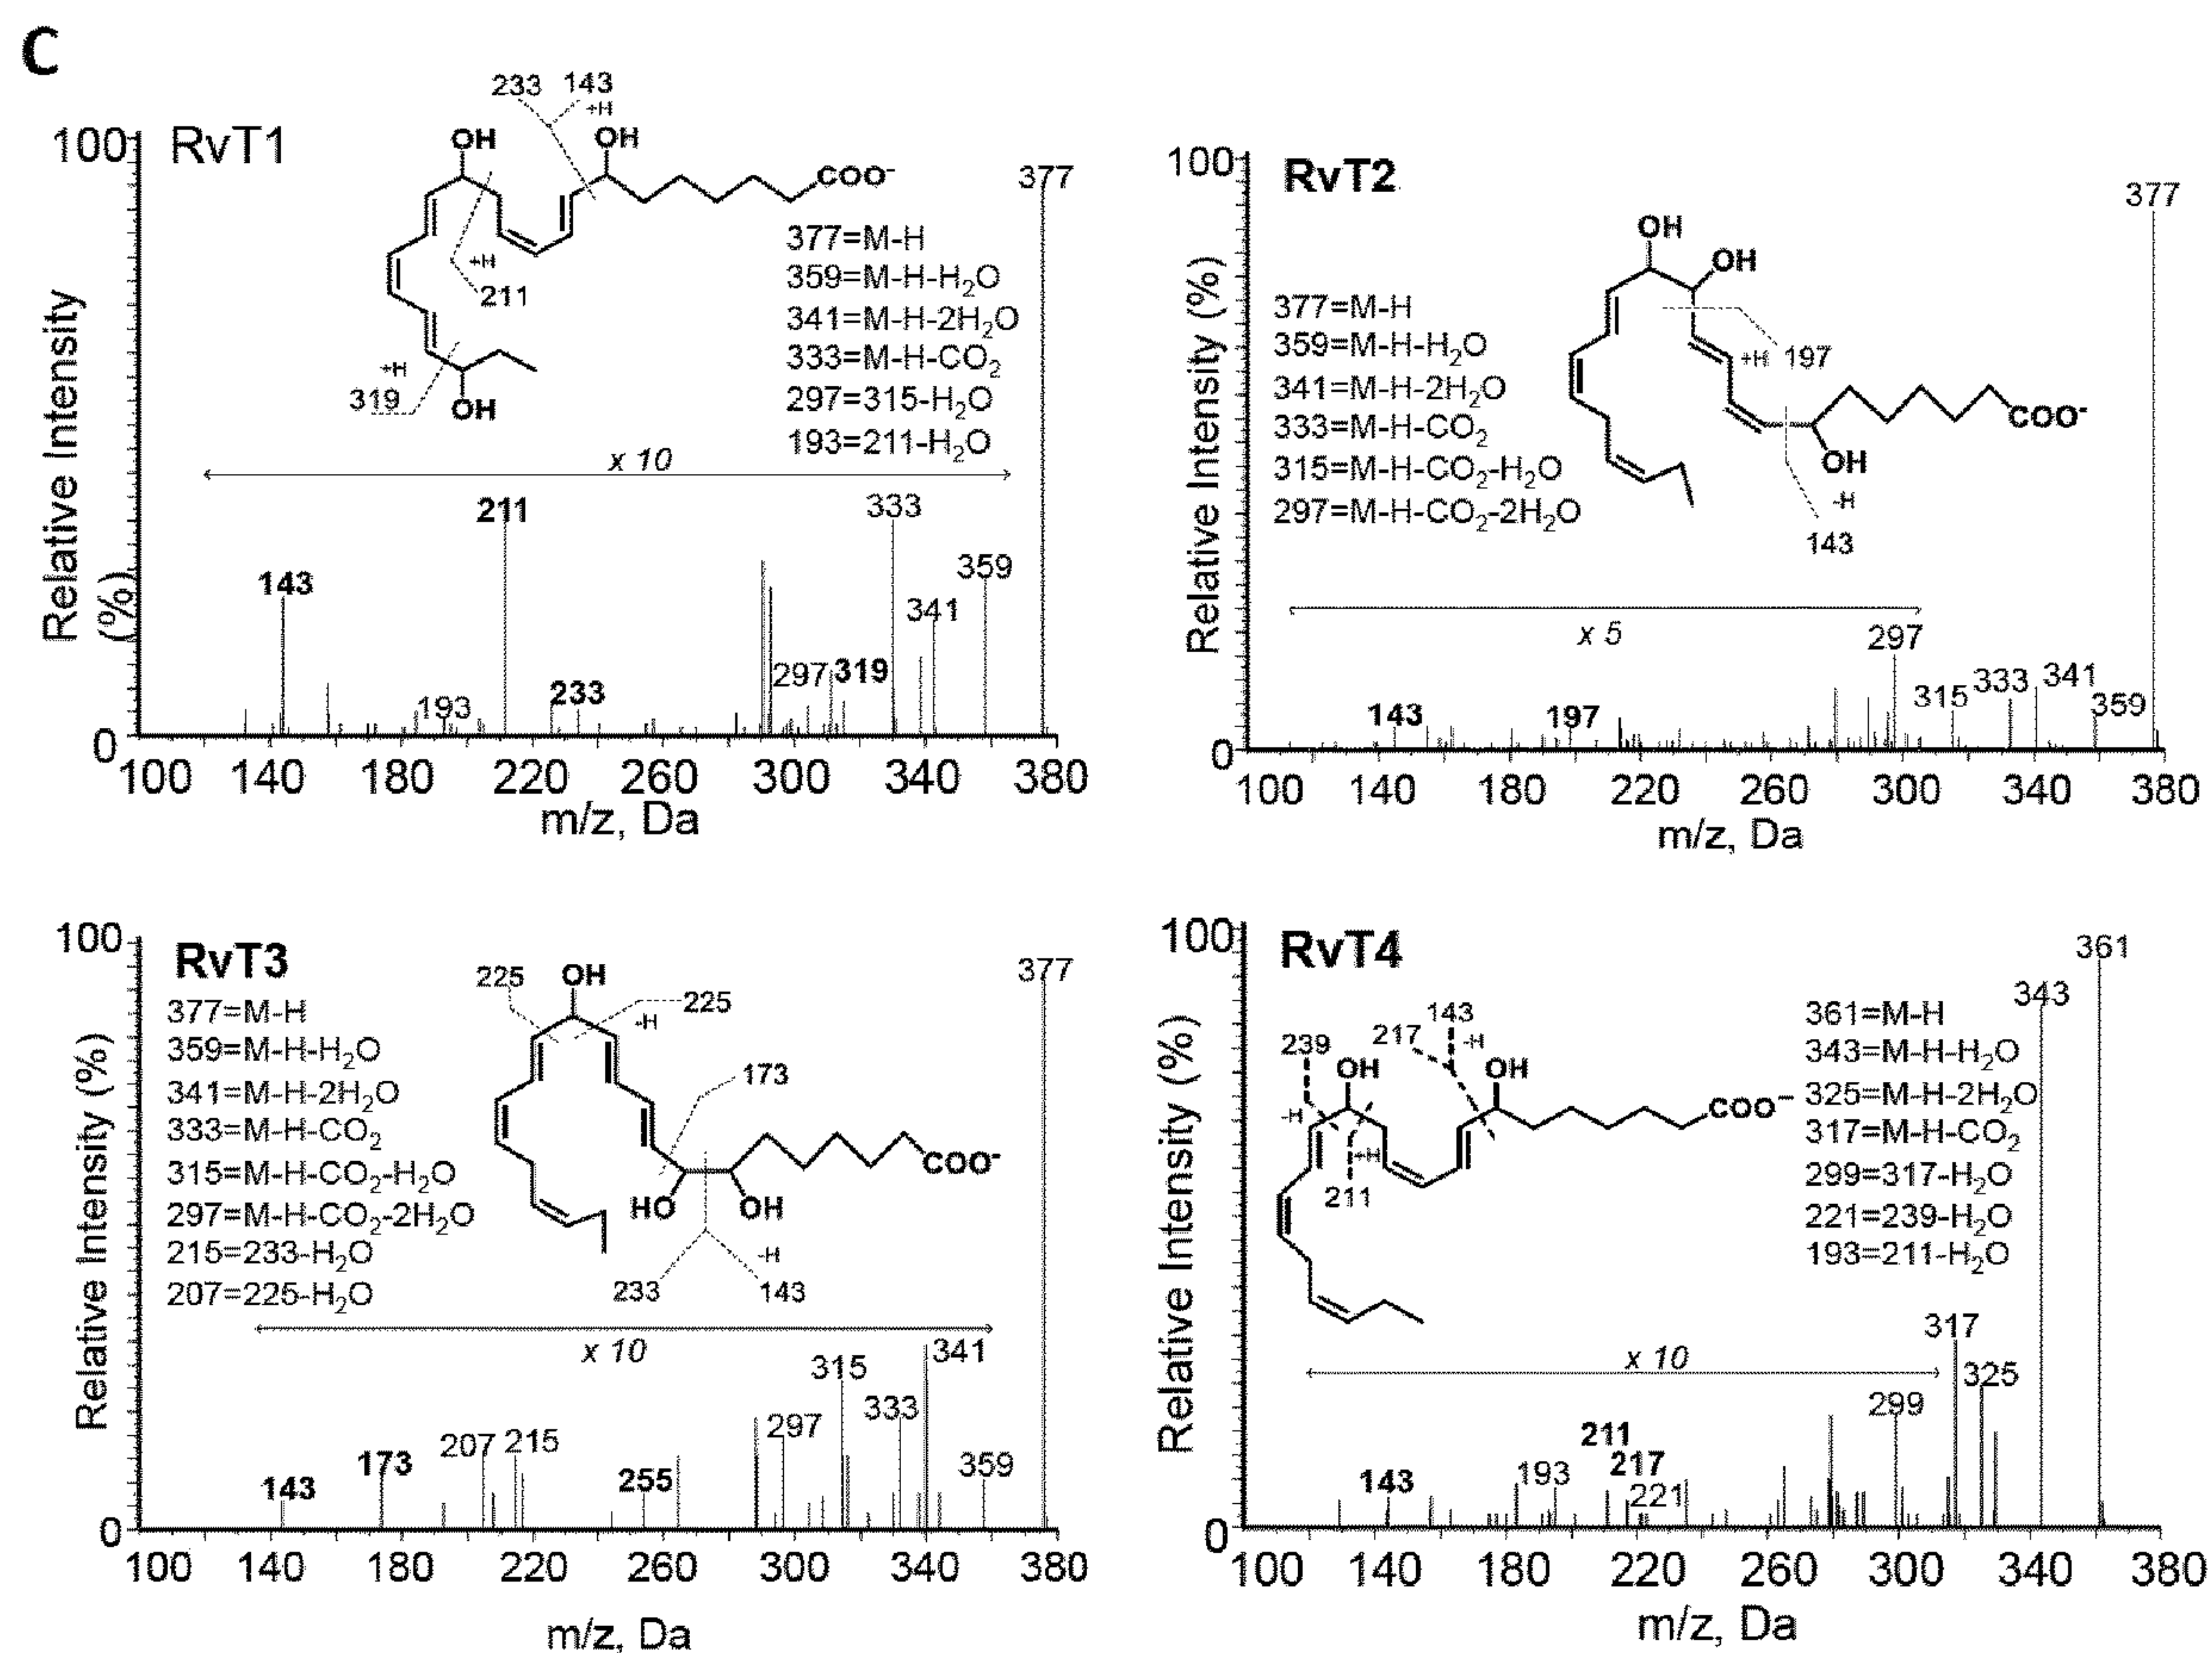 C
RvT1
233
143
+H
OH
OH
COO-
+H
211
+H
319
OH
377=M-H
359=M-H-H2O
341=M-H-2H2O
333=M-H-CO2
297=315-H2O
193=211-H2O
x 10
377
211
333
359
143
341
297
319
193
233
100
0
Relative Intensity
(%)
100 140 180 220 260 300 340 380
m/z, Da
RvT2
OH
OH
+H
197
COO-
OH
-H
143
377=M-H
359=M-H-H2O
341=M-H-2H2O
333=M-H-CO2
315=M-H-CO2-H2O
297=M-H-CO2-2H2O
x 5
377
297
315
333
341
359
143
197
100
0
Relative Intensity (%)
100 140 180 220 260 300 340 380
m/z, Da
RvT3
225
OH
225
-H
173
COO-
HO
OH
-H
233
143
377=M-H
359=M-H-H2O
341=M-H-2H2O
333=M-H-CO2
315=M-H-CO2-H2O
297=M-H-CO2-2H2O
215=233-H2O
207=225-H2O
x 10
377
341
315
333
297
359
207
215
173
143
255
100
0
Relative Intensity (%)
100 140 180 220 260 300 340 380
m/z, Da
RvT4
239
217
143
-H
OH
OH
COO-
-H
+H
211
361=M-H
343=M-H-H2O
325=M-H-2H2O
317=M-H-CO2
299=317-H2O
221=239-H2O
193=211-H2O
x 10
361
343
317
325
299
211
217
221
193
143
100
0
Relative Intensity (%)
100 140 180 220 260 300 340 380
m/z, Da